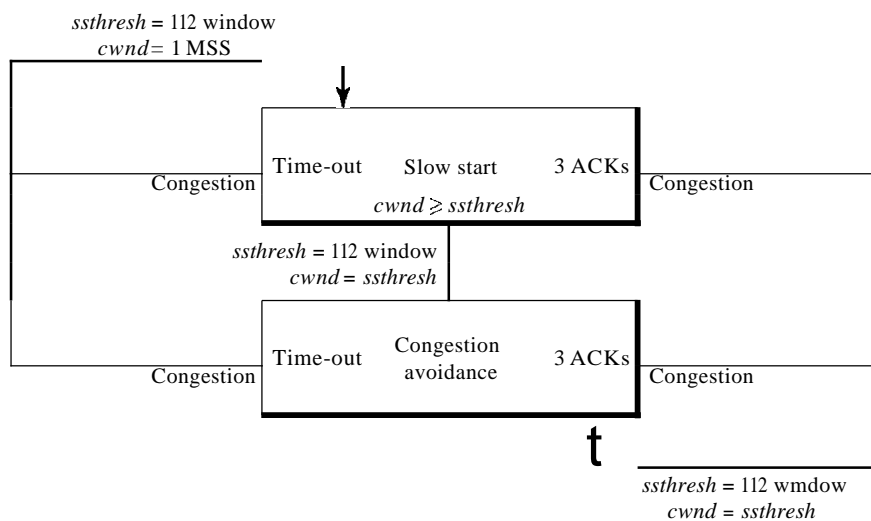 ssthresh = 112 window
cwnd = 1 MSS
Time-out
Slow start
3 ACKs
Congestion
Congestion
cwnd ⩾ ssthresh
ssthresh = 112 window
cwnd = ssthresh
Time-out
Congestion
avoidance
3 ACKs
Congestion
Congestion
t
ssthresh = 112 wmdow
cwnd = ssthresh